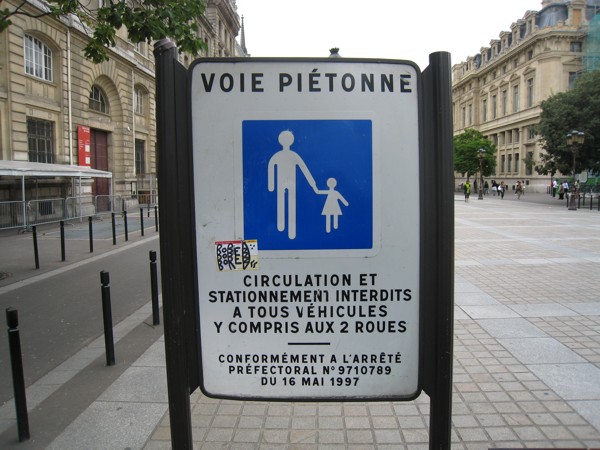 VOIE PIÉTONNE
BORED
CIRCULATION ET
STATIONNEMENT INTERDITS
A TOUS VÉHICULES
Y COMPRIS AUX 2 ROUES
CONFORMÉMENT A L'ARRÊTÉ
PRÉFECTORAL N° 9710789
DU 16 MAI 1997